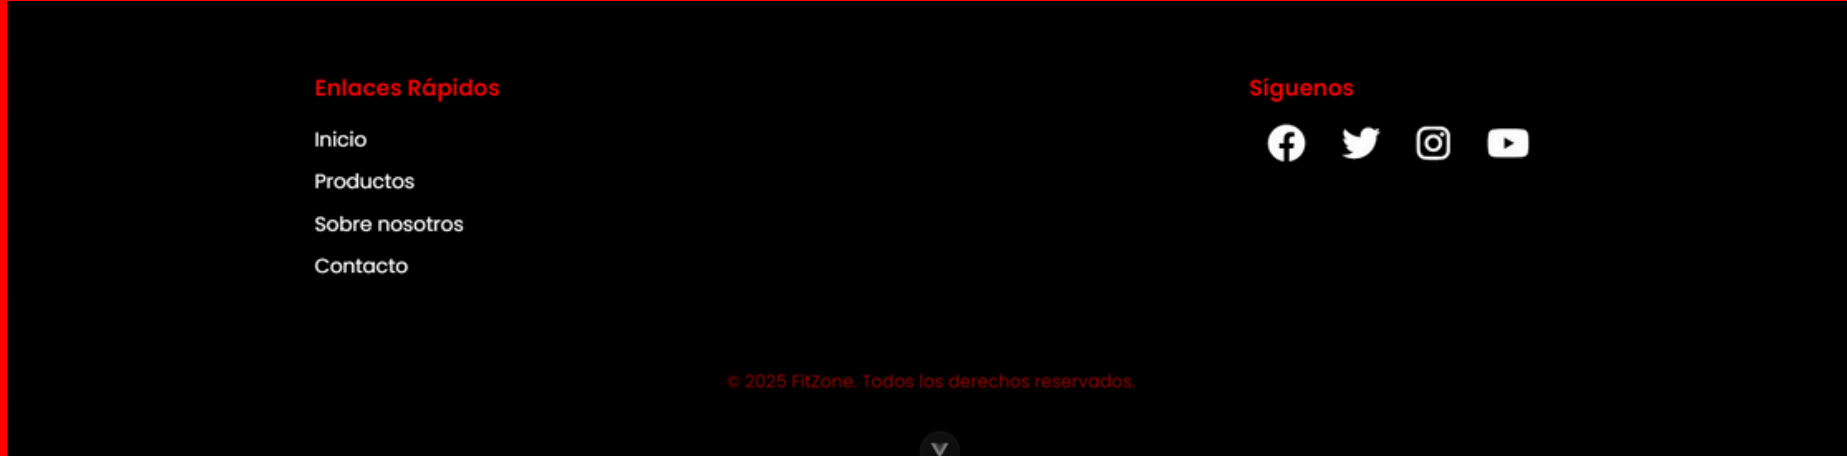 Enlaces Rápidos
Inicio
Productos
Sobre nosotros
Contacto
Síguenos
© 2025 FitZone. Todos los derechos reservados.